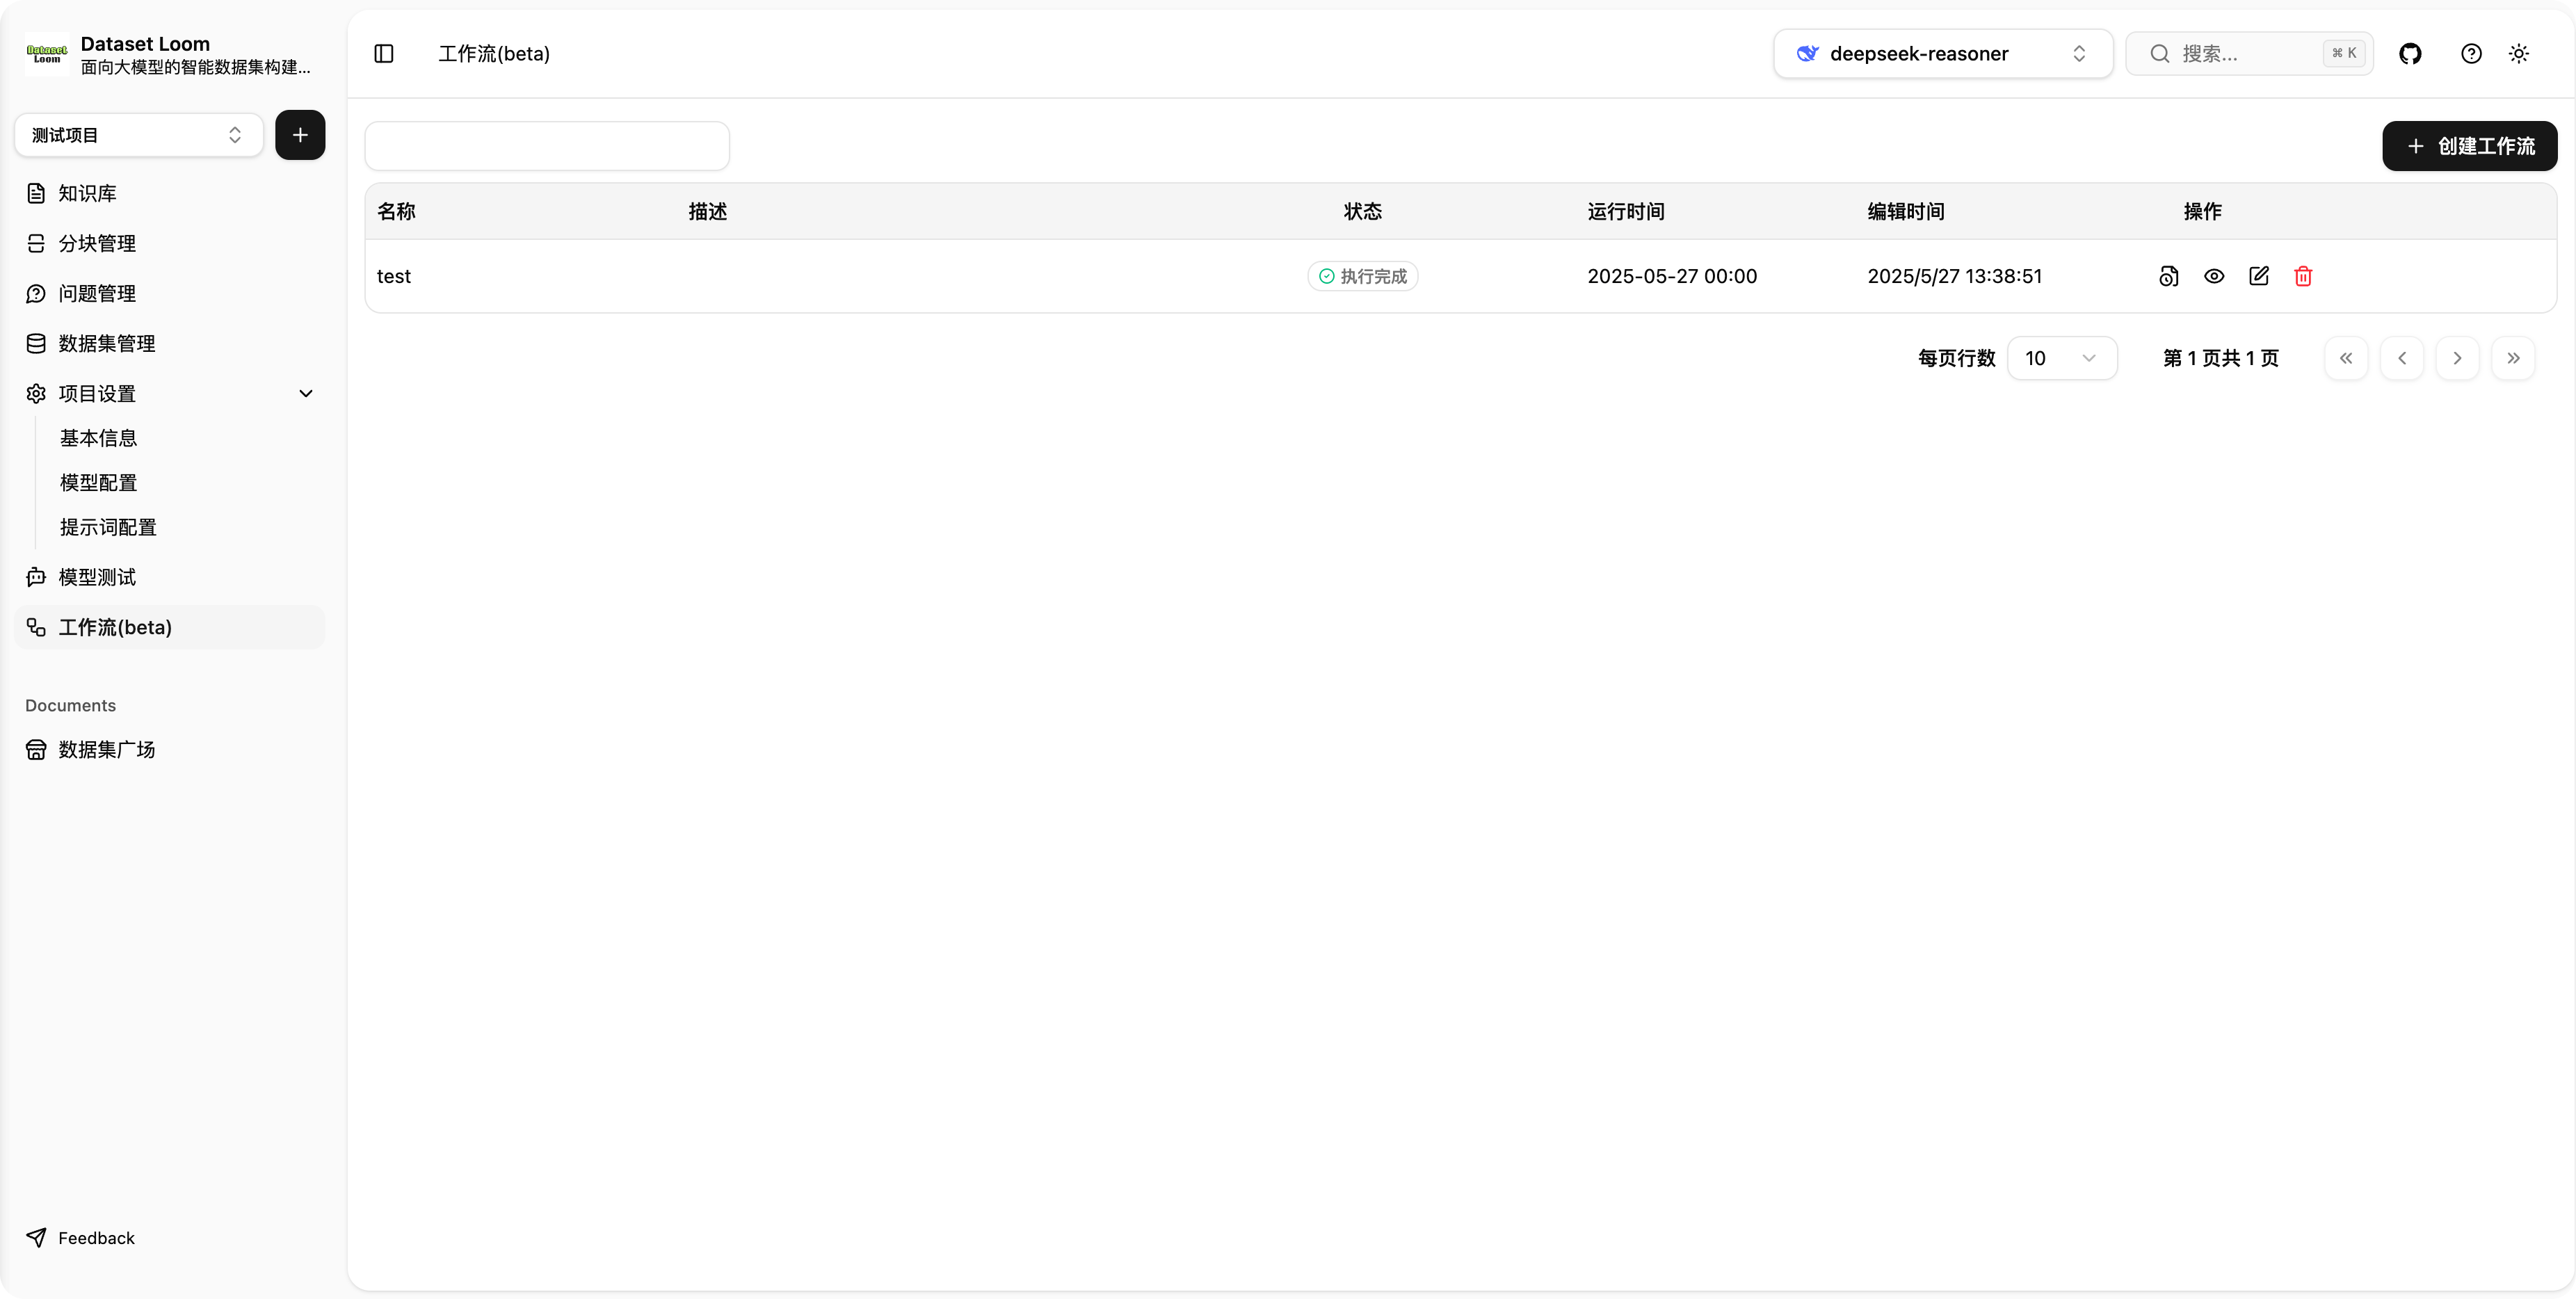 Dataset Loom
Dataset Loom
面向大模型的智能数据集构建...
测试项目
知识库
分块管理
问题管理
数据集管理
项目设置
基本信息
模型配置
提示词配置
模型测试
工作流(beta)
Documents
数据集广场
Feedback
工作流(beta)
deepseek-reasoner
搜索... ⌘ K
创建工作流
名称 描述 状态 运行时间 编辑时间 操作
test 执行完成 2025-05-27 00:00 2025/5/27 13:38:51
每页行数 10 第 1 页共 1 页